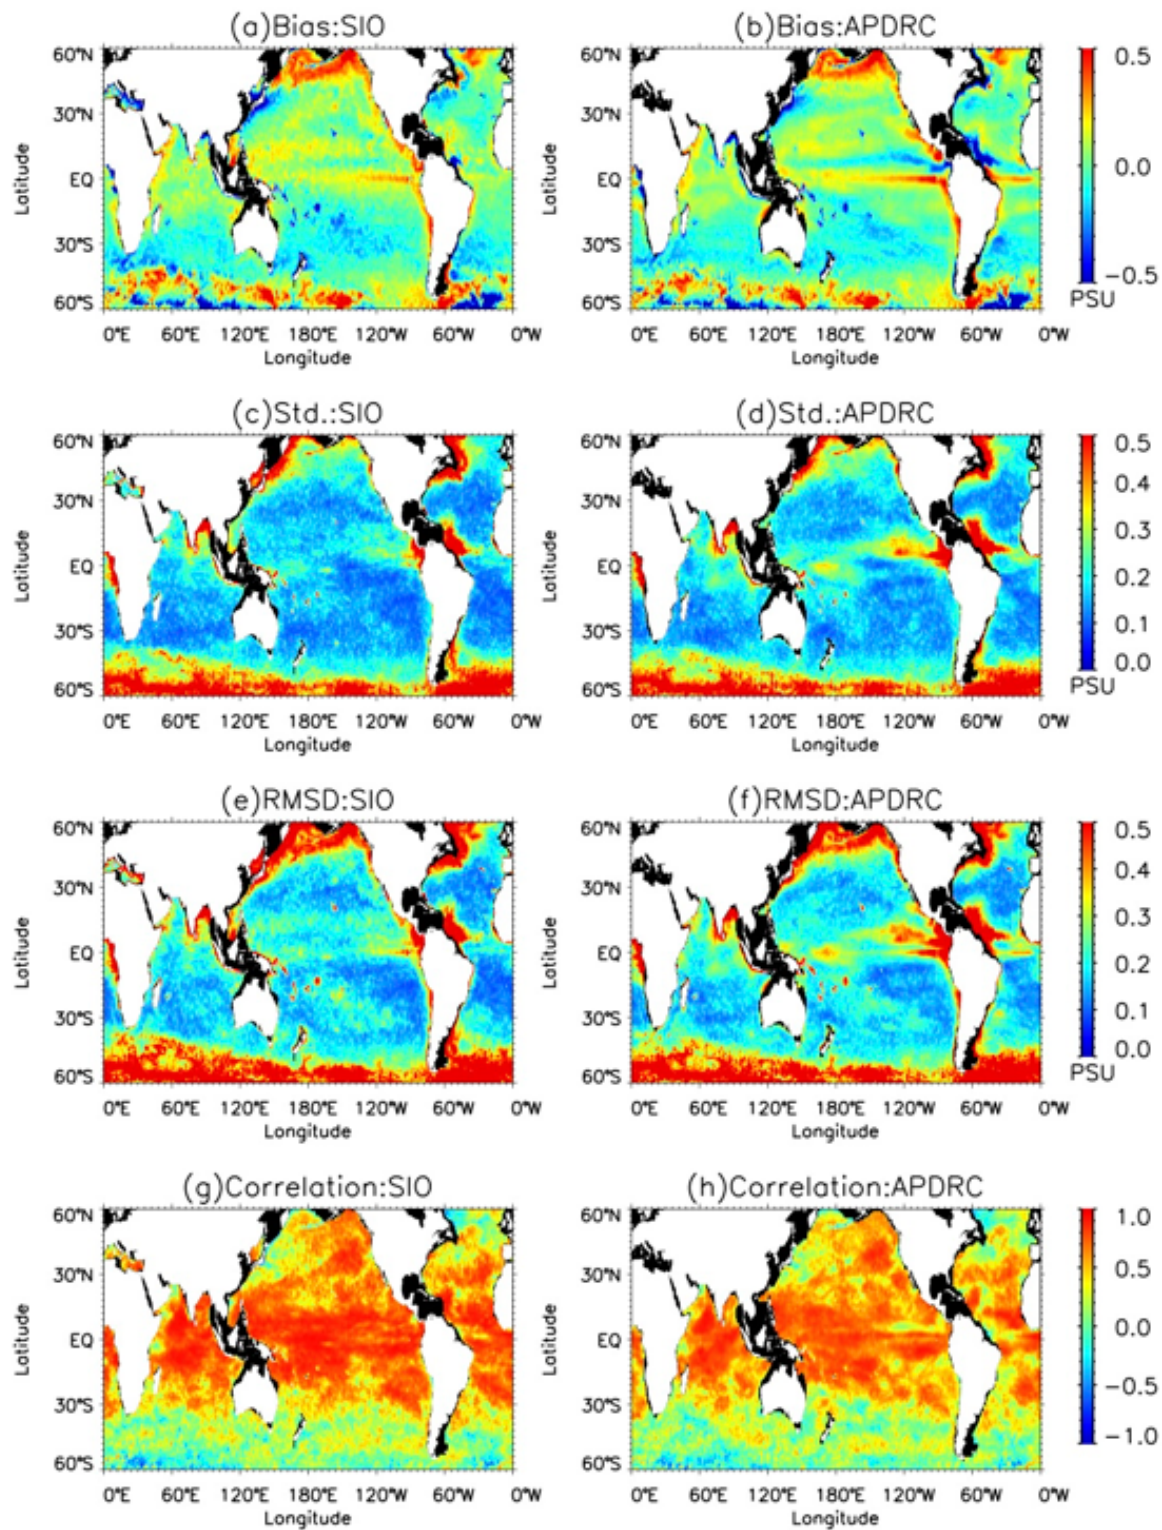 (a)Bias:SIO (b)Bias:APDRC
60°N 60°N 0.5
30°N 30°N
Latitude EQ Latitude EQ 0.0
30°S 30°S
-0.5
60°S 60°S PSU
0°E 60°E 120°E 180°E 120°W 60°W 0°W 0°E 60°E 120°E 180°E 120°W 60°W 0°W
Longitude Longitude
(c)Std.:SIO (d)Std.:APDRC
60°N 60°N 0.5
0.4
30°N 30°N
0.3
Latitude EQ Latitude EQ
0.2
30°S 30°S 0.1
0.0
60°S 60°S PSU
0°E 60°E 120°E 180°E 120°W 60°W 0°W 0°E 60°E 120°E 180°E 120°W 60°W 0°W
Longitude Longitude
(e)RMSD:SIO (f)RMSD:APDRC
60°N 60°N 0.5
0.4
30°N 30°N
0.3
Latitude EQ Latitude EQ
0.2
30°S 30°S 0.1
0.0
60°S 60°S PSU
0°E 60°E 120°E 180°E 120°W 60°W 0°W 0°E 60°E 120°E 180°E 120°W 60°W 0°W
Longitude Longitude
(g)Correlation:SIO (h)Correlation:APDRC
60°N 60°N 1.0
30°N 30°N 0.5
Latitude EQ Latitude EQ 0.0
30°S 30°S -0.5
60°S 60°S -1.0
0°E 60°E 120°E 180°E 120°W 60°W 0°W 0°E 60°E 120°E 180°E 120°W 60°W 0°W
Longitude Longitude